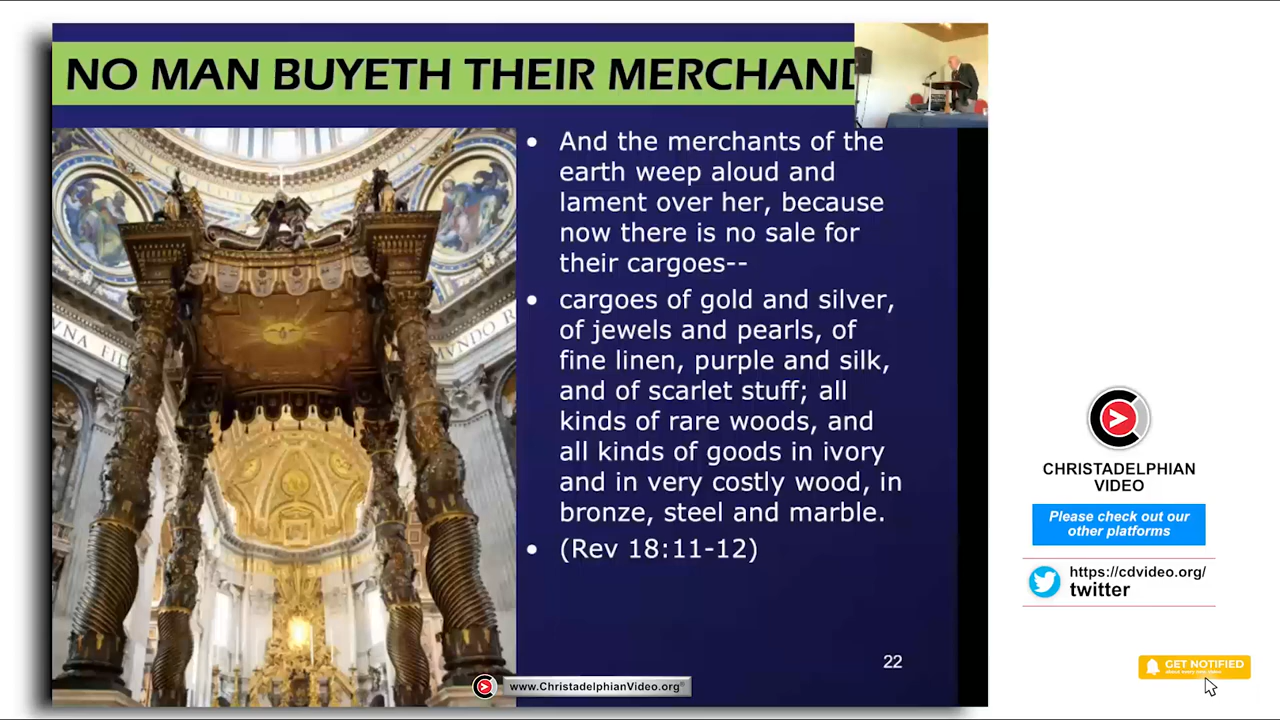 NO MAN BUYETH THEIR MERCHAND
And the merchants of the
earth weep aloud and
lament over her, because
now there is no sale for
their cargoes--
cargoes of gold and silver,
of jewels and pearls, of
fine linen, purple and silk,
and of scarlet stuff; all
kinds of rare woods, and
all kinds of goods in ivory
and in very costly wood, in
bronze, steel and marble.
(Rev 18:11-12)
22
www.ChristadelphianVideo.org
CHRISTADELPHIAN
VIDEO
Please check out our
other platforms
https://cdvideo.org/
twitter
GET NOTIFIED
about every new video